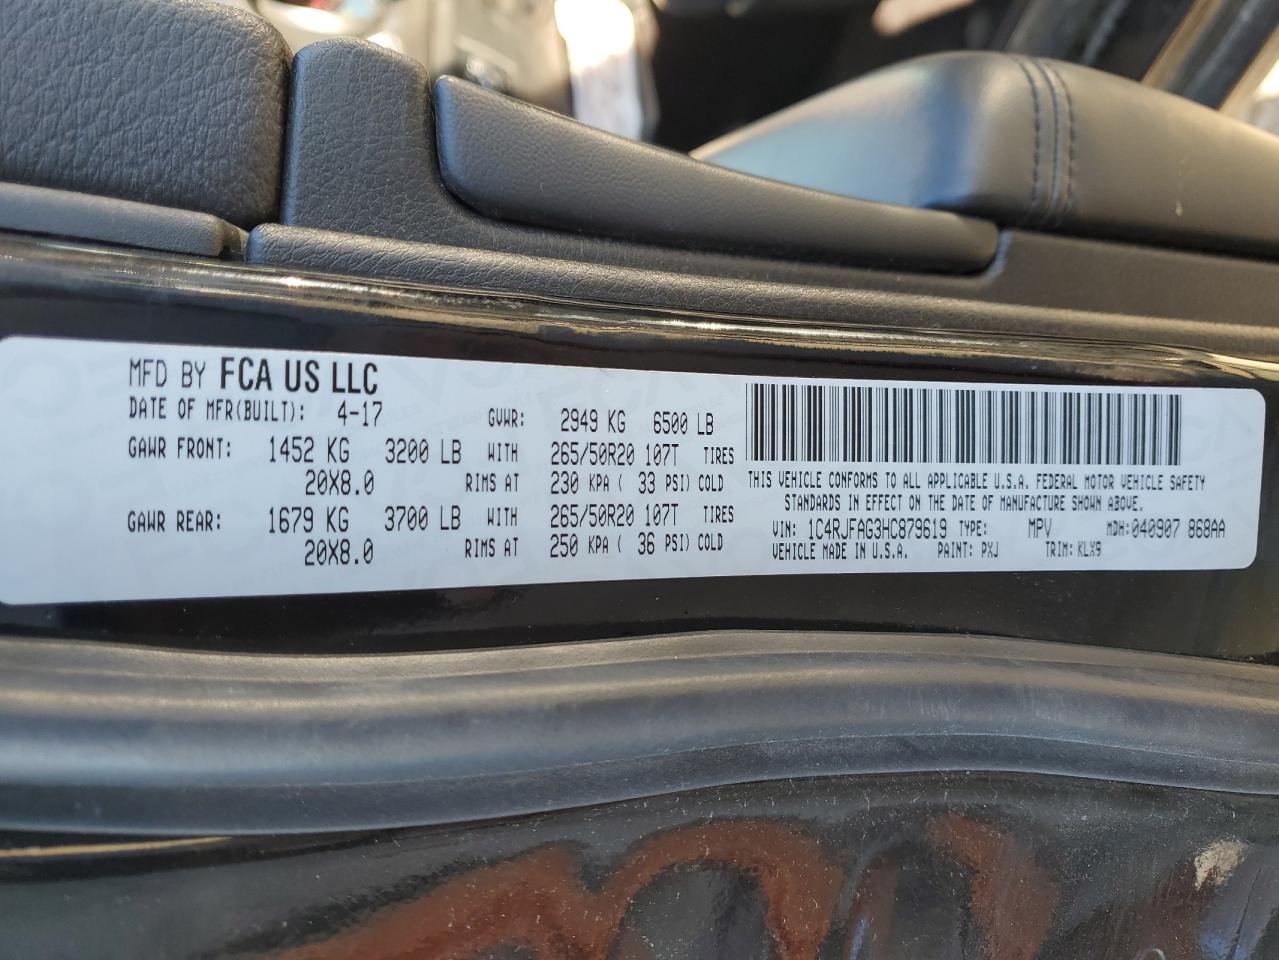 MFD BY FCA US LLC
DATE OF MFR(BUILT): 4-17 GVWR: 2949 KG 6500 LB
GAWR FRONT: 1452 KG 3200 LB WITH 265/50R20 107T TIRES
20X8.0 RIMS AT 230 KPA ( 33 PSI) COLD
GAWR REAR: 1679 KG 3700 LB WITH 265/50R20 107T TIRES
20X8.0 RIMS AT 250 KPA ( 36 PSI) COLD
THIS VEHICLE CONFORMS TO ALL APPLICABLE U.S.A. FEDERAL MOTOR VEHICLE SAFETY
STANDARDS IN EFFECT ON THE DATE OF MANUFACTURE SHOWN ABOVE.
VIN: 1C4RJFAG3HC879619 TYPE: MPV MDH: 040907 868AA
VEHICLE MADE IN U.S.A. PAINT: PXJ TRIM: KLX9